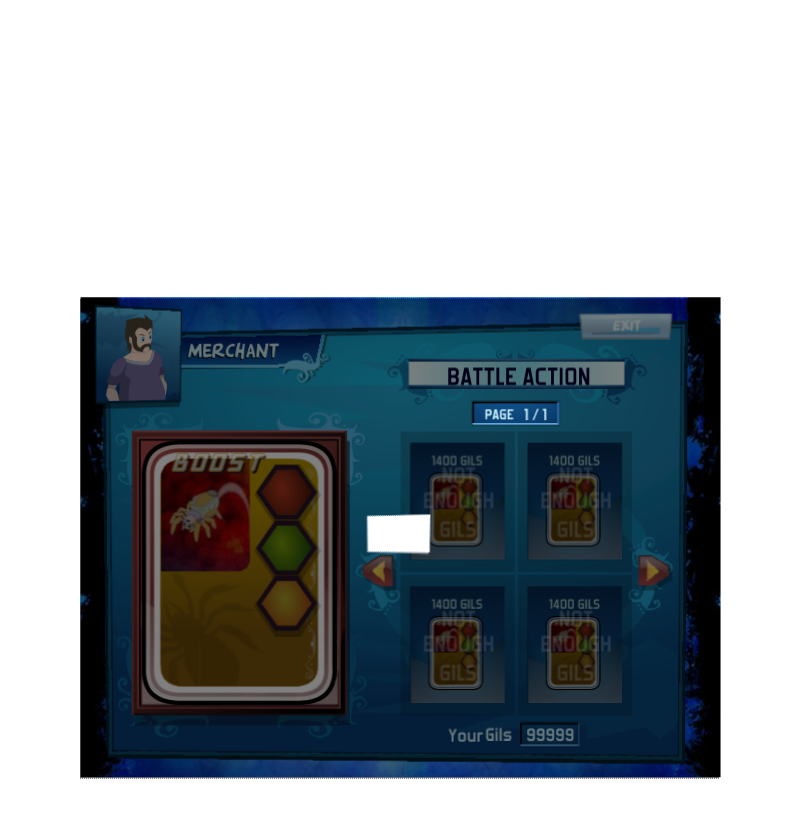 EXIT
MERCHANT
BATTLE ACTION
PAGE 1/1
BOOST
1400 GILS
NOT
ENOUGH
GILS
1400 GILS
NOT
ENOUGH
GILS
1400 GILS
NOT
ENOUGH
GILS
1400 GILS
NOT
ENOUGH
GILS
Your Gils 99999